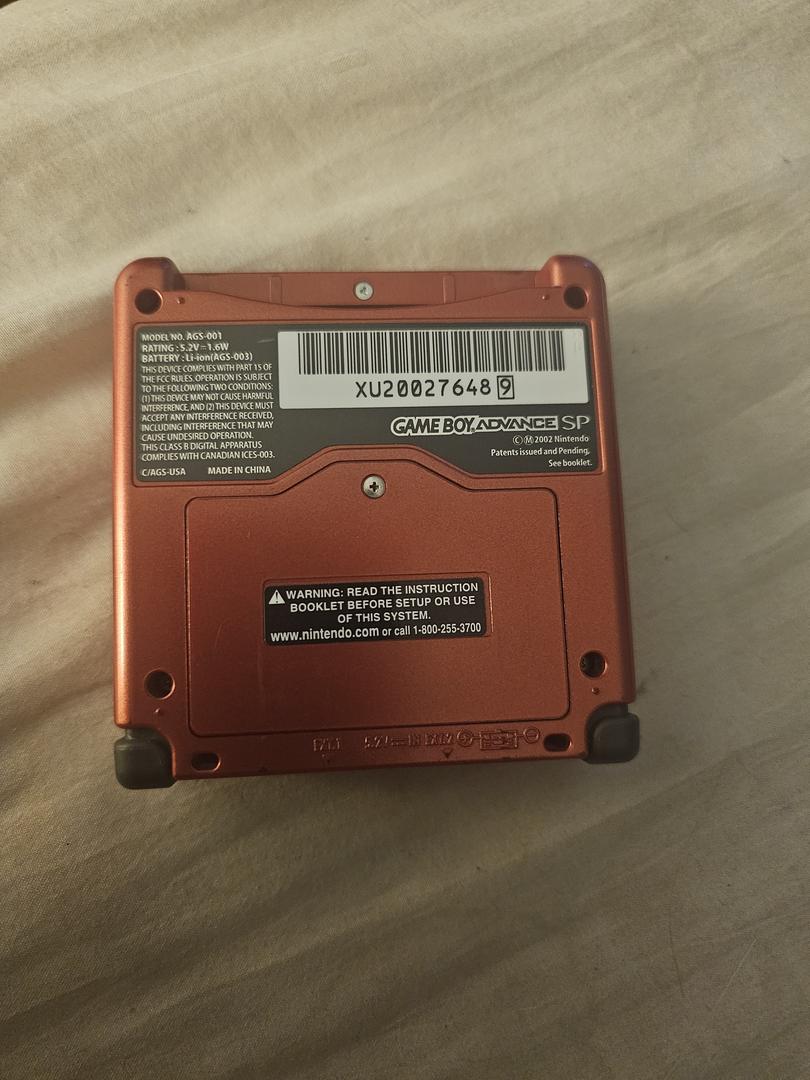 MODEL NO. AGS-001
RATING : 5.2V⎓1.6W
BATTERY : Li-ion(AGS-003)
THIS DEVICE COMPLIES WITH PART 15 OF
THE FCC RULES. OPERATION IS SUBJECT
TO THE FOLLOWING TWO CONDITIONS:
(1) THIS DEVICE MAY NOT CAUSE HARMFUL
INTERFERENCE, AND (2) THIS DEVICE MUST
ACCEPT ANY INTERFERENCE RECEIVED,
INCLUDING INTERFERENCE THAT MAY
CAUSE UNDESIRED OPERATION.
THIS CLASS B DIGITAL APPARATUS
COMPLIES WITH CANADIAN ICES-003.
C/AGS-USA MADE IN CHINA
XU20027648 9
GAME BOY ADVANCE SP
©Ⓜ2002 Nintendo
Patents issued and Pending,
See booklet.
⚠ WARNING: READ THE INSTRUCTION
BOOKLET BEFORE SETUP OR USE
OF THIS SYSTEM.
www.nintendo.com or call 1-800-255-3700
5.2V⎓IN EXT.2